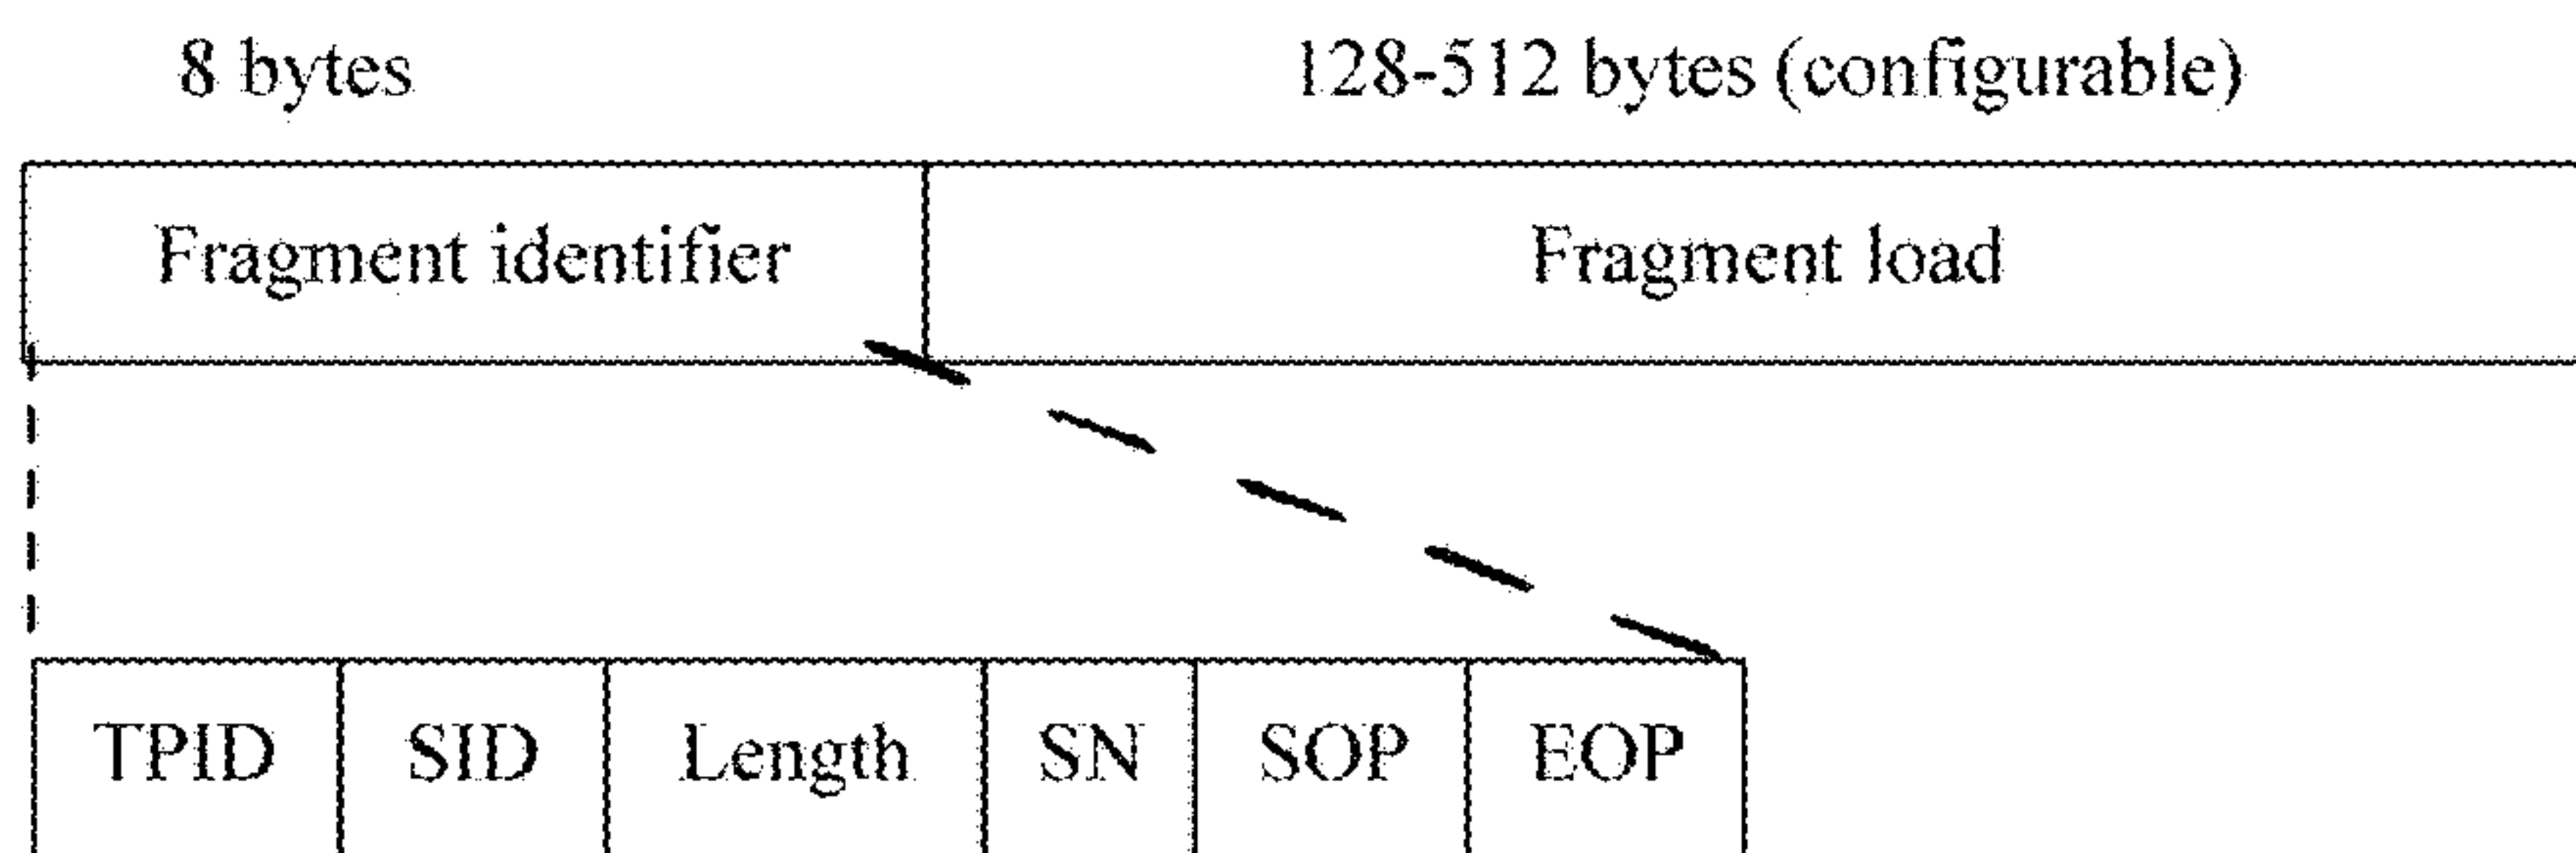 8 bytes 128-512 bytes (configurable)
Fragment identifier Fragment load
TPID SID Length SN SOP EOP